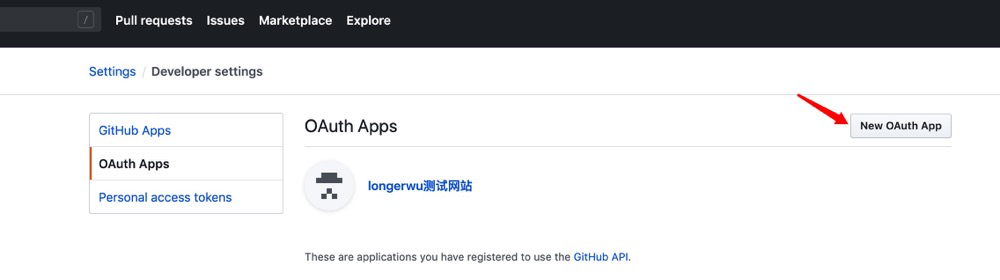 / Pull requests Issues Marketplace Explore
Settings / Developer settings
GitHub Apps
OAuth Apps
Personal access tokens
OAuth Apps
New OAuth App
longerwu测试网站
These are applications you have registered to use the GitHub API.